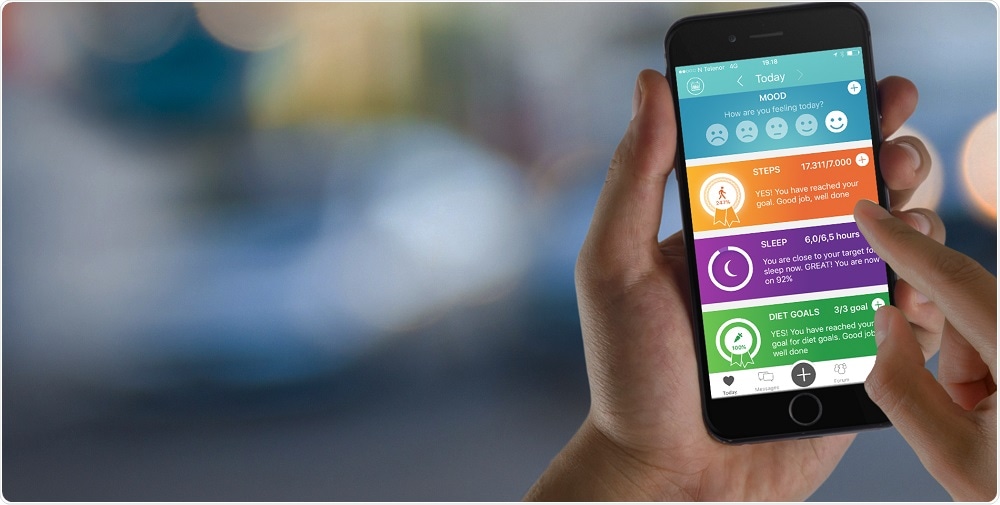 N Telenor 4G 19.18
Today
MOOD
How are you feeling today?
STEPS 17.311/7.000
YES! You have reached your
goal. Good job, well done
247%
SLEEP 6,0/6,5 hours
You are close to your target for
sleep now. GREAT! You are now
on 92%
DIET GOALS 3/3 goal
YES! You have reached your
goal for diet goals. Good job,
well done
100%
Today Messages Forum